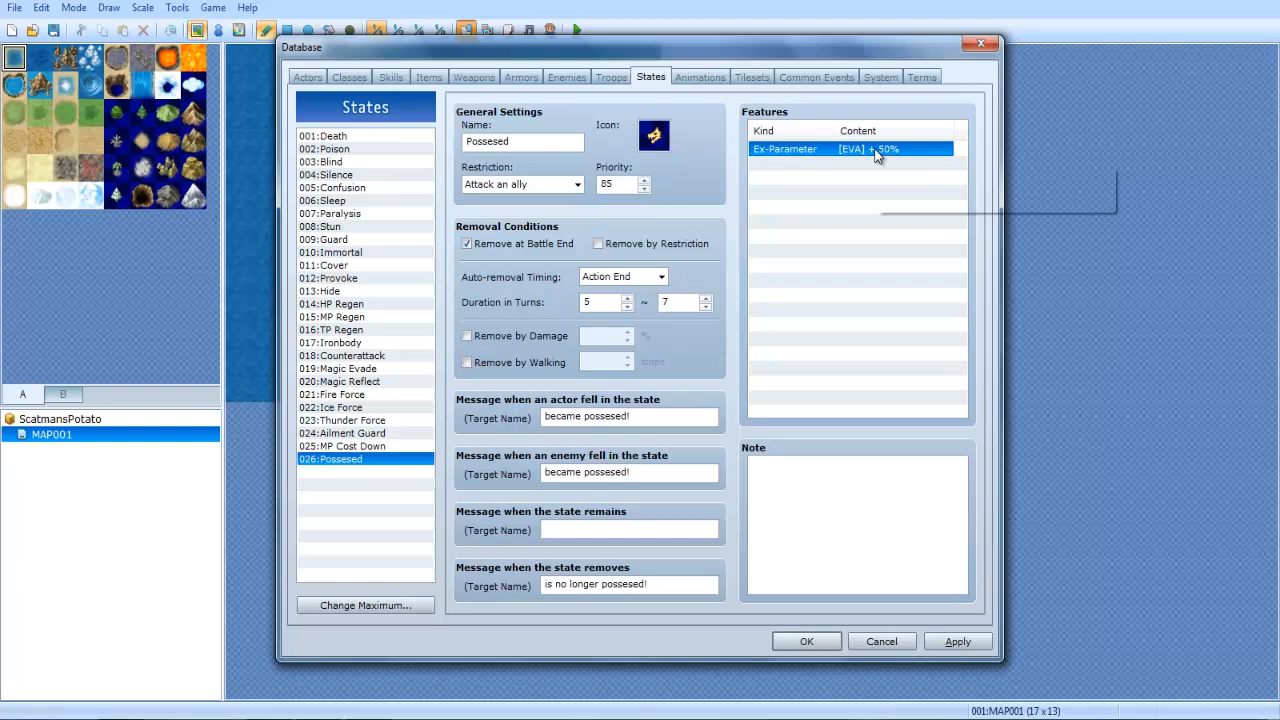 File Edit Mode Draw Scale Tools Game Help
Database
Actors Classes Skills Items Weapons Armors Enemies Troops States Animations Tilesets Common Events System Terms
States
001:Death
002:Poison
003:Blind
004:Silence
005:Confusion
006:Sleep
007:Paralysis
008:Stun
009:Guard
010:Immortal
011:Cover
012:Provoke
013:Hide
014:HP Regen
015:MP Regen
016:TP Regen
017:Ironbody
018:Counterattack
019:Magic Evade
020:Magic Reflect
021:Fire Force
022:Ice Force
023:Thunder Force
024:Ailment Guard
025:MP Cost Down
026:Possesed
Change Maximum...
General Settings
Name: Icon:
Possesed
Restriction: Priority:
Attack an ally 85
Removal Conditions
Remove at Battle End Remove by Restriction
Auto-removal Timing: Action End
Duration in Turns: 5 ~ 7
Remove by Damage %
Remove by Walking steps
Message when an actor fell in the state
(Target Name) became possesed!
Message when an enemy fell in the state
(Target Name) became possesed!
Message when the state remains
(Target Name)
Message when the state removes
(Target Name) is no longer possesed!
Features
Kind Content
Ex-Parameter [EVA] + 50%
Note
OK Cancel Apply
A B
ScatmansPotato
MAP001
001:MAP001 (17 x 13)